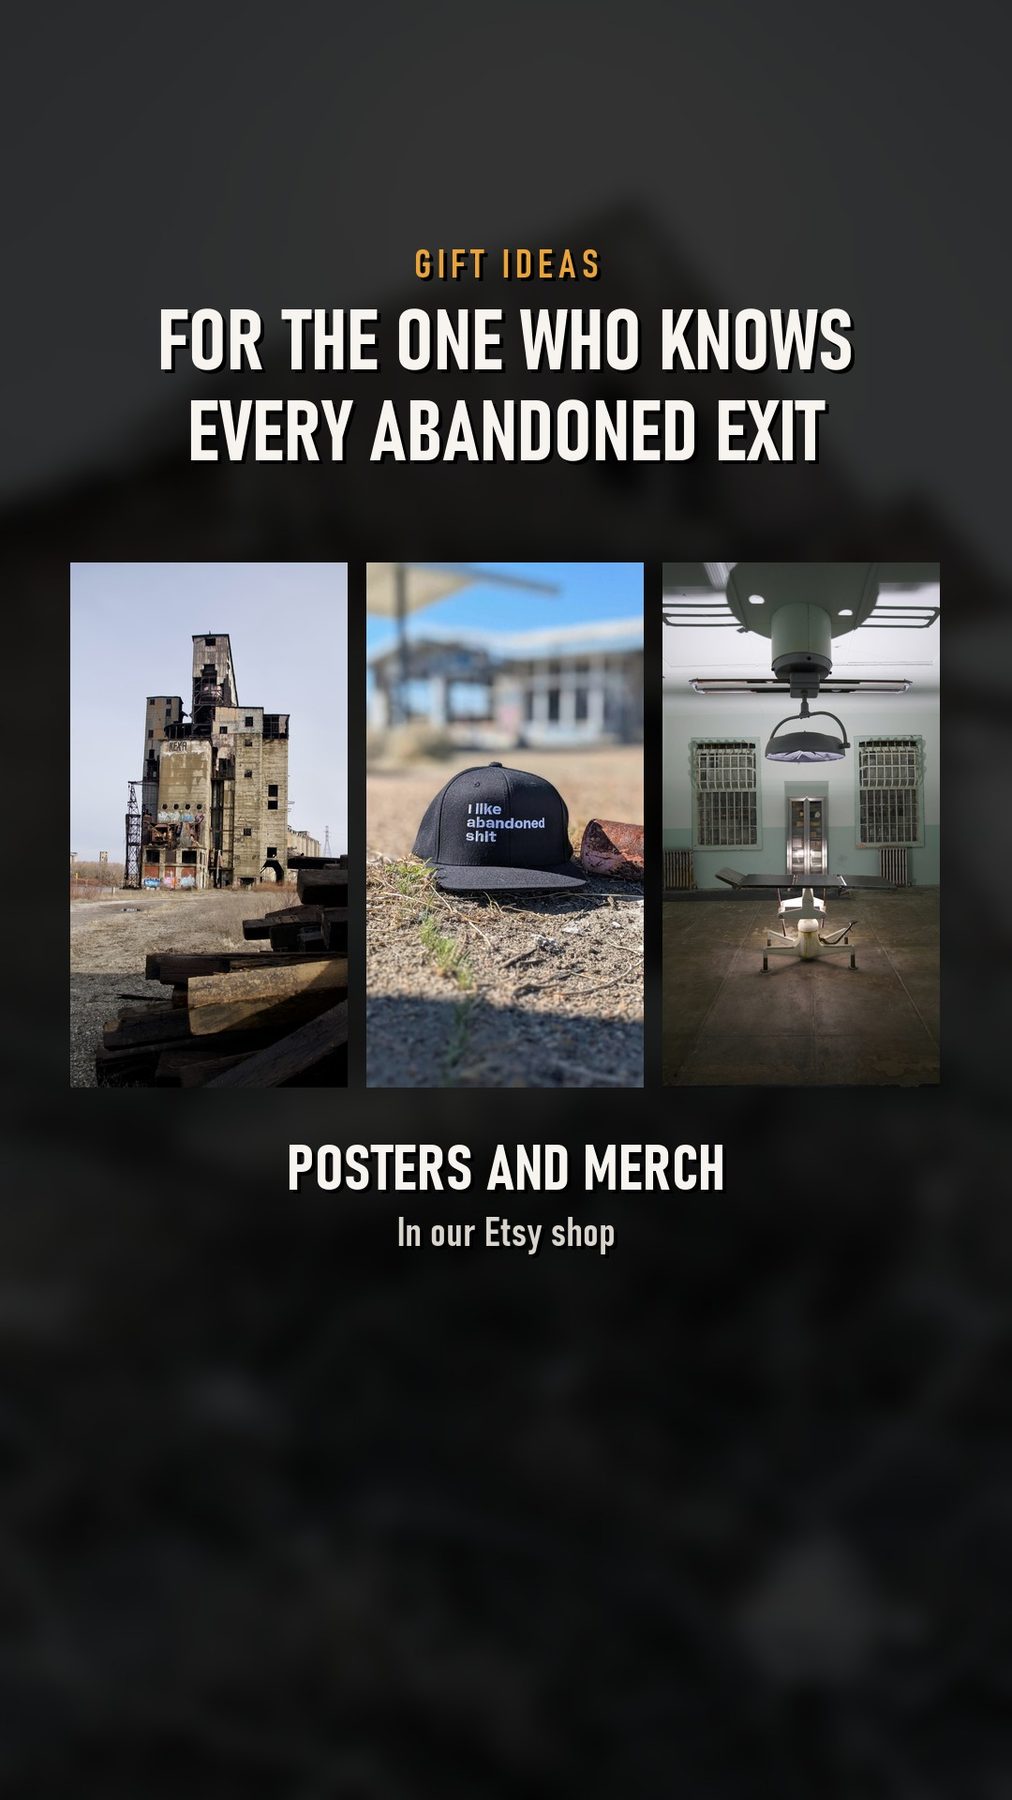 GIFT IDEAS
FOR THE ONE WHO KNOWS
EVERY ABANDONED EXIT
I like
abandoned
shit
POSTERS AND MERCH
In our Etsy shop